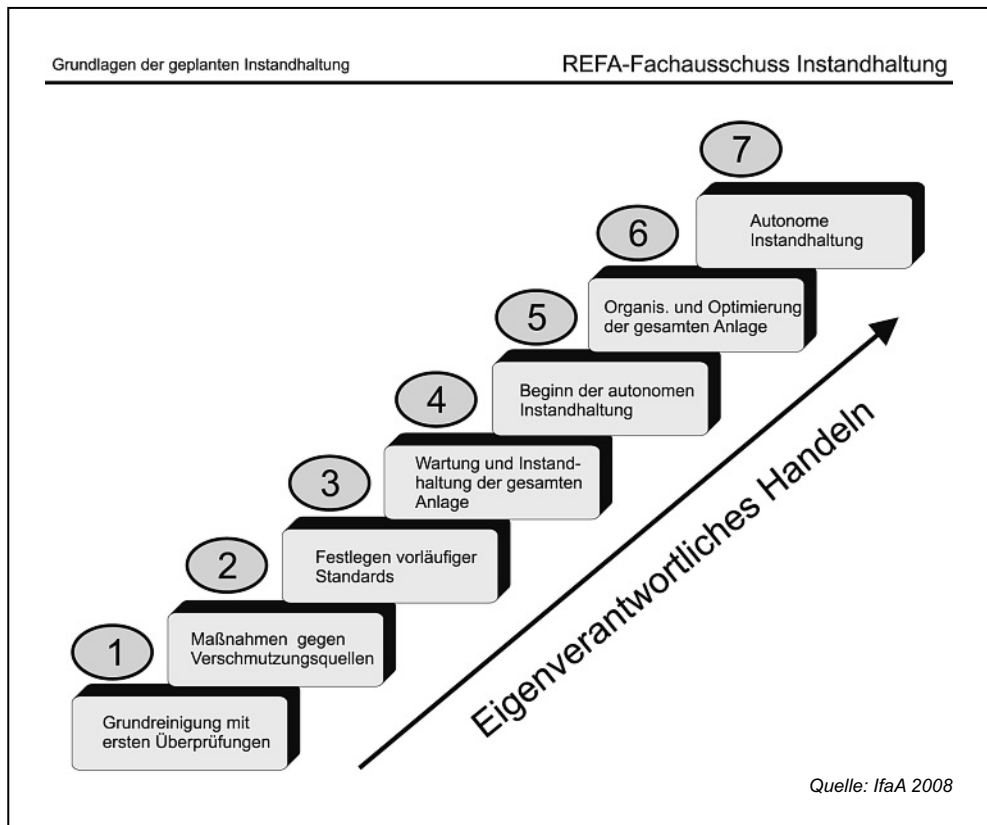 Grundlagen der geplanten Instandhaltung
REFA-Fachausschuss Instandhaltung
7
Autonome
Instandhaltung
6
Organis. und Optimierung
der gesamten Anlage
5
Beginn der autonomen
Instandhaltung
4
Wartung und Instand-
haltung der gesamten
Anlage
3
Festlegen vorläufiger
Standards
2
Maßnahmen gegen
Verschmutzungsquellen
1
Grundreinigung mit
ersten Überprüfungen
Eigenverantwortliches Handeln
Quelle: IfaA 2008